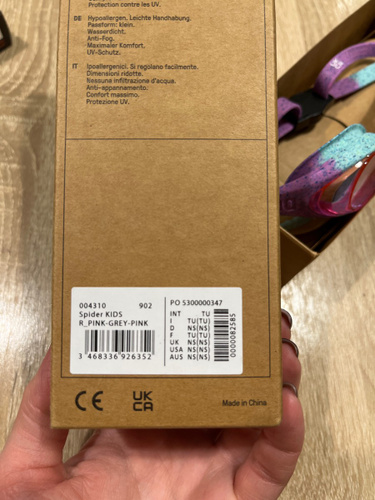 Protection contre les UV.
DE Hypoallergen. Leichte Handhabung.
Passform: klein.
Wasserdicht.
Anti-Fog.
Maximaler Komfort.
UV-Schutz.
IT Ipoallergenici. Si regolano facilmente.
Dimensioni ridotte.
Nessuna infiltrazione d'acqua.
Anti-appannamento.
Comfort massimo.
Protezione UV.
004310 902
Spider KIDS
R_PINK-GREY-PINK
3 468336 926352
PO 5300000347
INT TU
I TU(TU)
D NS(NS)
F TU(TU)
UK NS(NS)
USA NS(NS)
AUS NS(NS)
0000082585
CE
UK
CA
Made in China